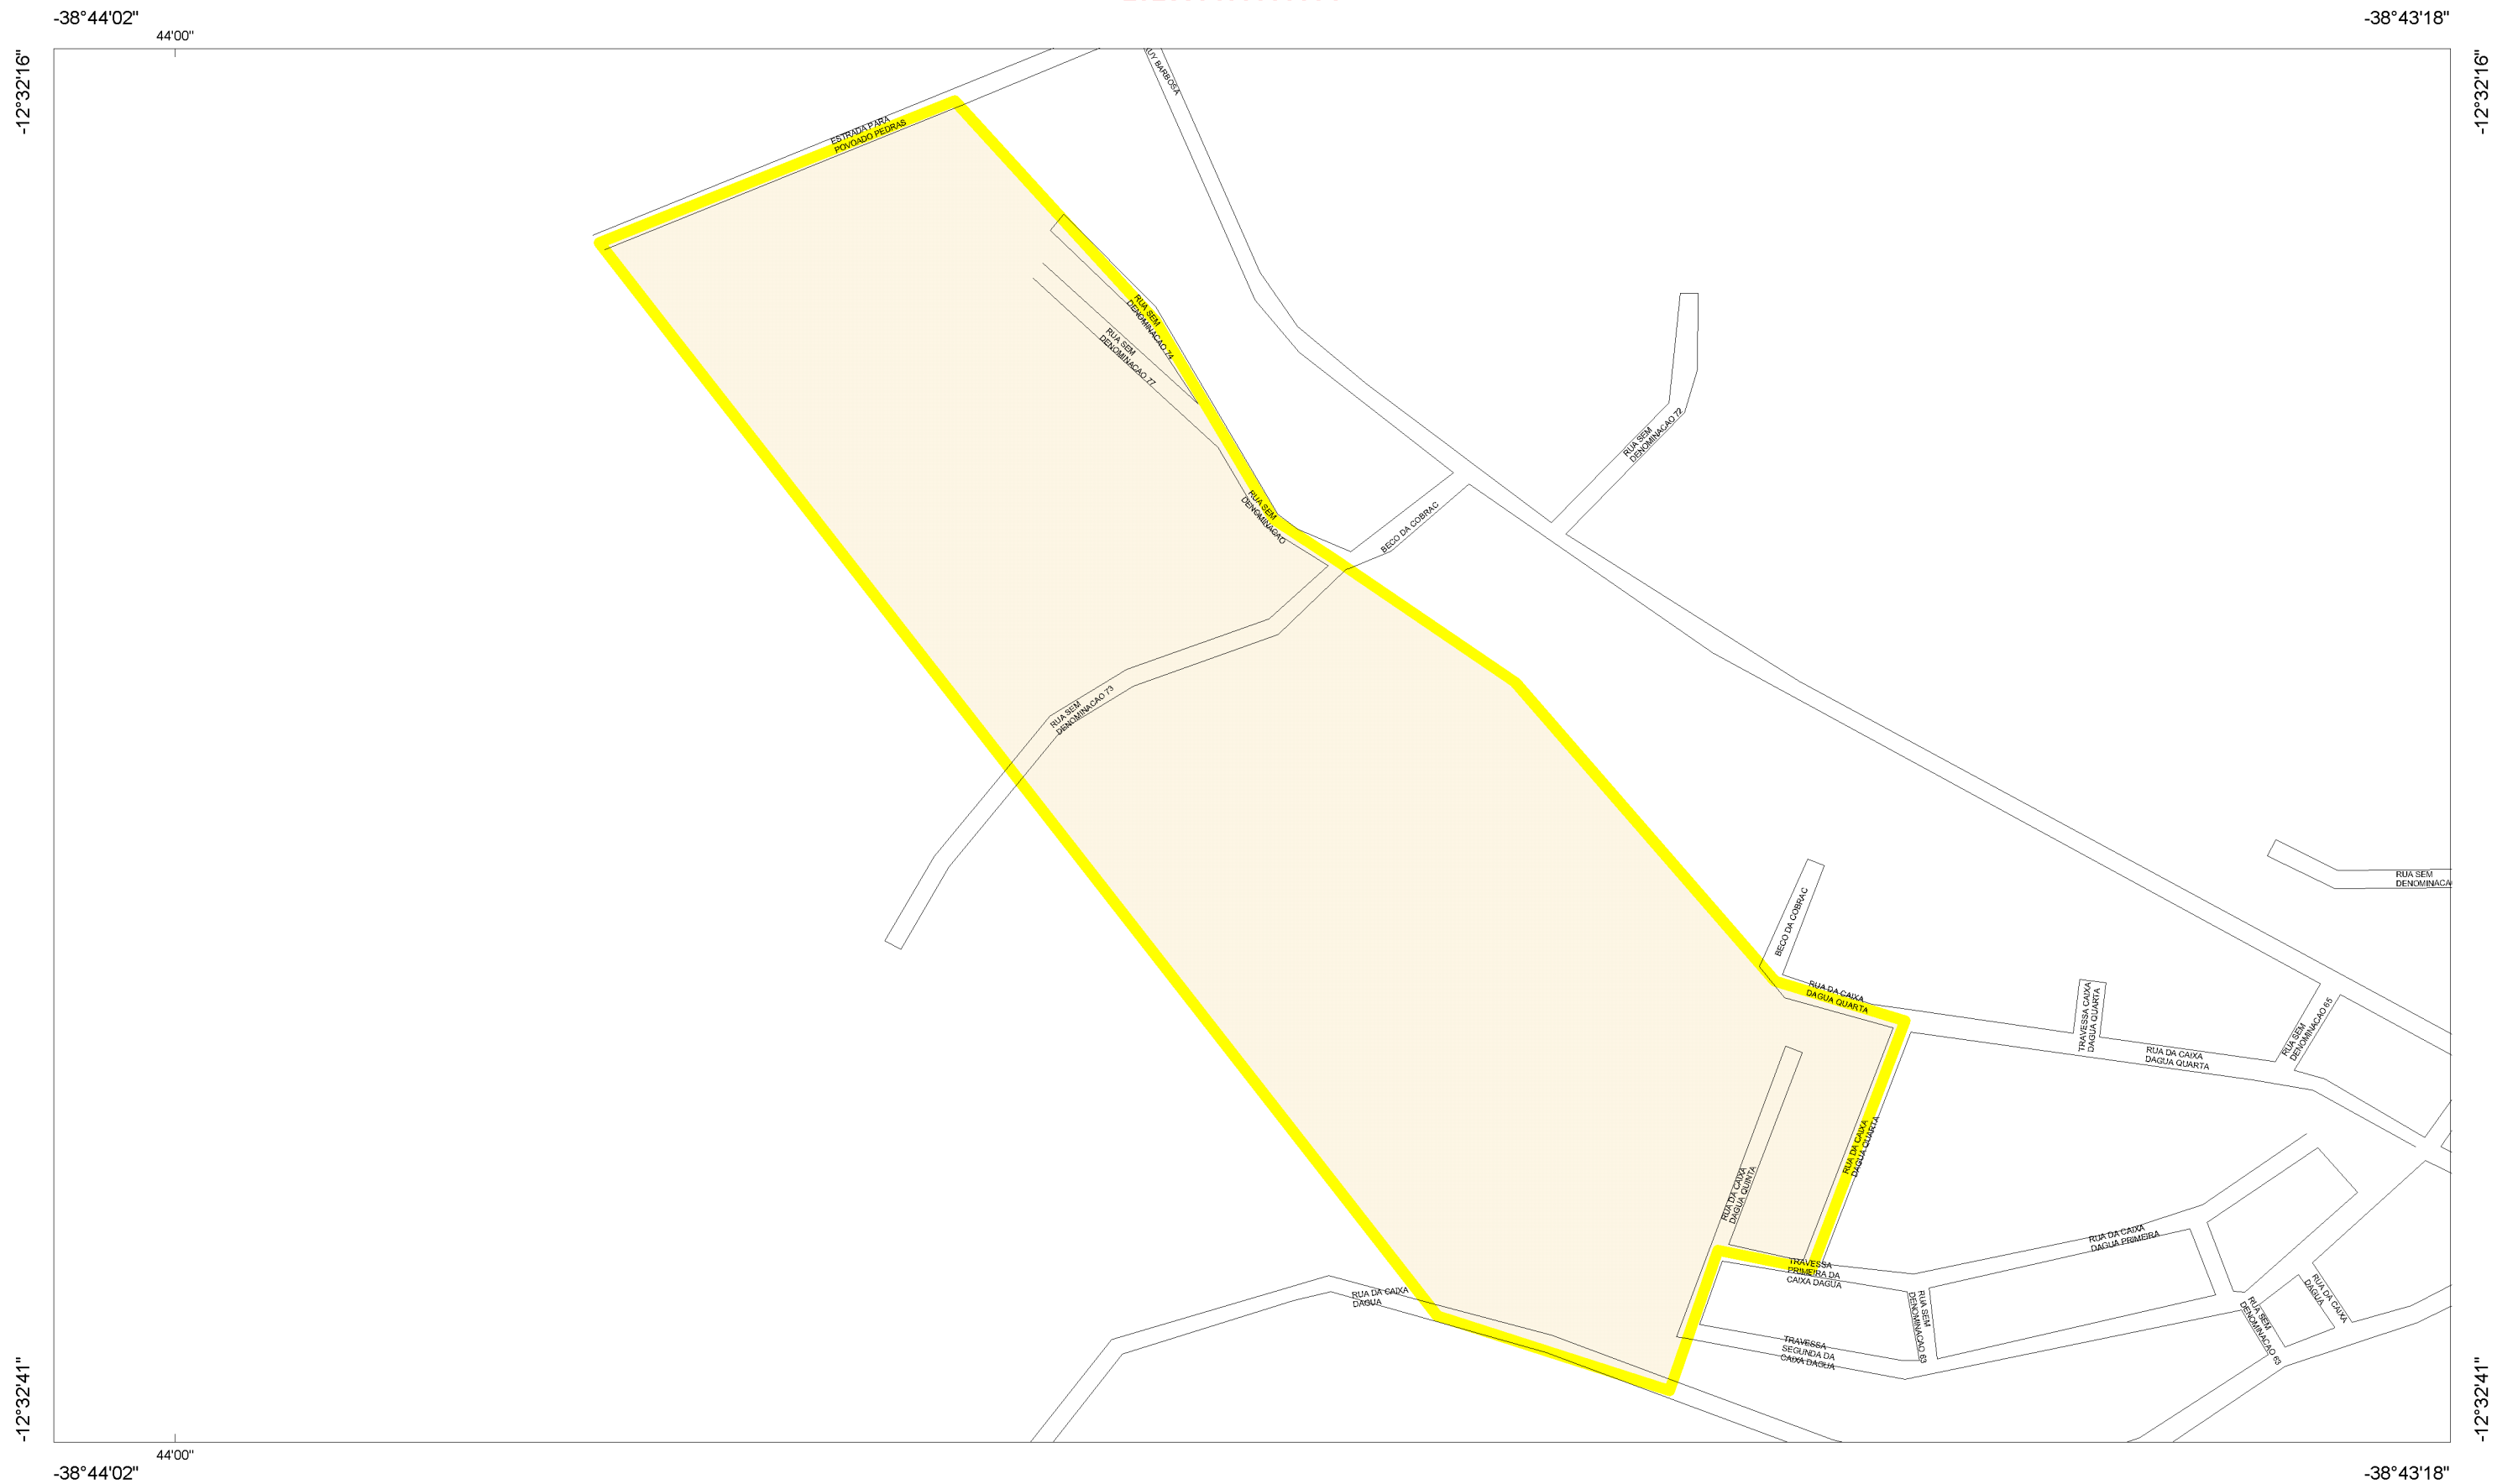 -38°44'02"
-38°43'18"
44'00"
-12°32'16"
-12°32'16"
UY BARBOSA
ESTRADA PARA
POVOADO PEDRAS
RUA SEM
DENOMINACAO 74
RUA SEM
DENOMINACAO 77
RUA SEM
DENOMINACAO 72
RUA SEM
DENOMINACAO
BECO DA COBRAC
RUA SEM
DENOMINACAO 73
RUA SEM
DENOMINACA
BECO DA COBRAC
RUA DA CAIXA
DAGUA QUARTA
TRAVESSA CAIXA
DAGUA QUARTA
RUA SEM
DENOMINACAO 65
RUA DA CAIXA
DAGUA QUARTA
RUA DA CAIXA
DAGUA QUARTA
RUA DA CAIXA
DAGUA QUINTA
RUA DA CAIXA
DAGUA PRIMEIRA
TRAVESSA
PRIMEIRA DA
CAIXA DAGUA
RUA DA CAIXA
DAGUA
RUA SEM
DENOMINACAO 63
RUA DA CAIXA
DAGUA
RUA SEM
DENOMINACAO 63
TRAVESSA
SEGUNDA DA
CAIXA DAGUA
-12°32'41"
-12°32'41"
44'00"
-38°44'02"
-38°43'18"